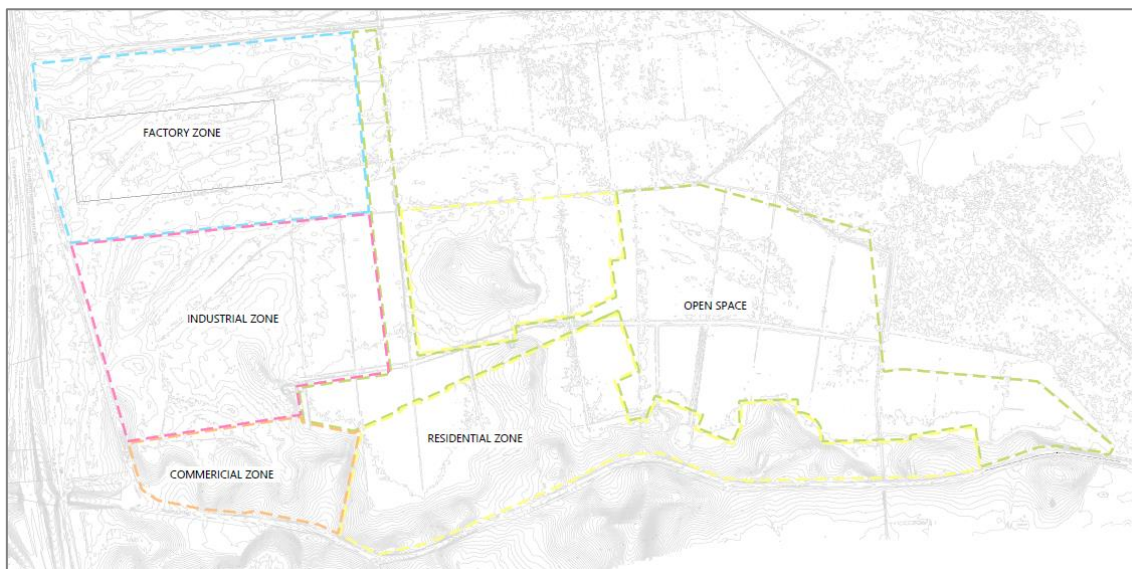 FACTORY ZONE
INDUSTRIAL ZONE
OPEN SPACE
RESIDENTIAL ZONE
COMMERICIAL ZONE